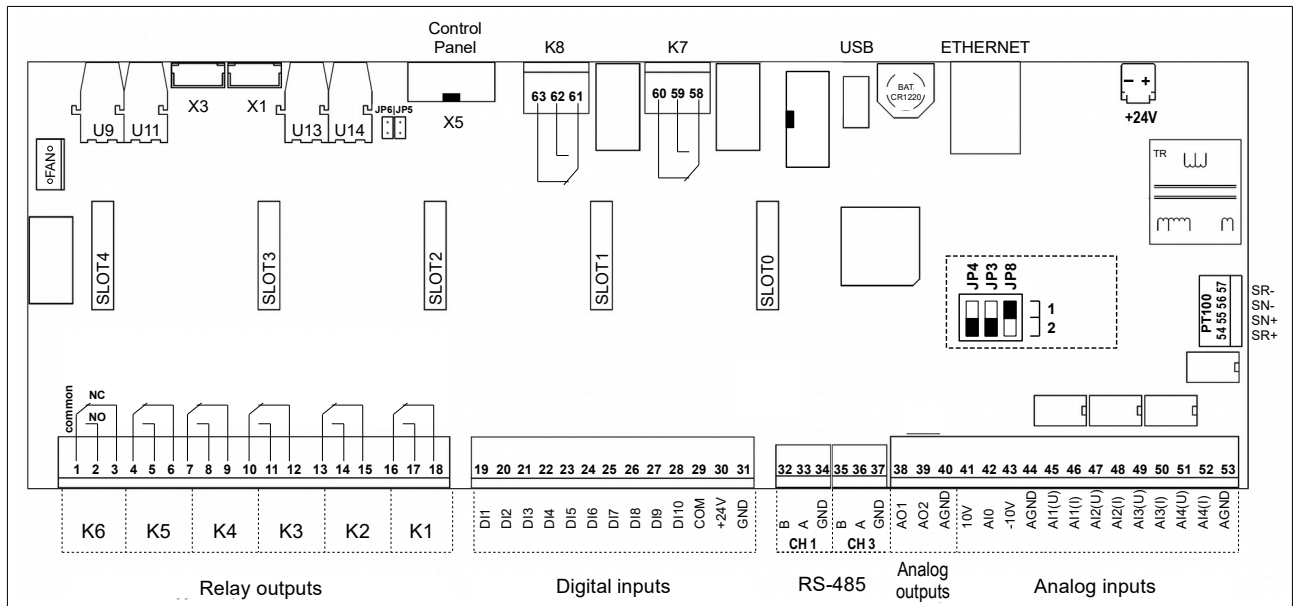 Control
Panel K8 K7 USB ETHERNET
X3 X1 X5
63 62 61
60 59 58
BAT
CR1220
- +
+24V
U9 U11 U13 U14
JP6 JP5
FAN
TR
SLOT4 SLOT3 SLOT2 SLOT1 SLOT0
JP4 JP3 JP8
1
2
PT100
54 55 56 57
SR-
SN-
SN+
SR+
common NC
NO
1 2 3 4 5 6 7 8 9 10 11 12 13 14 15 16 17 18
19 20 21 22 23 24 25 26 27 28 29 30 31
32 33 34 35 36 37
38 39 40 41 42 43 44 45 46 47 48 49 50 51 52 53
K6 K5 K4 K3 K2 K1
DI1 DI2 DI3 DI4 DI5 DI6 DI7 DI8 DI9 DI10 COM +24V GND
B A GND B A GND
CH 1 CH 3
AO1 AO2 AGND 10V AI0 -10V AGND AI1(U) AI1(I) AI2(U) AI2(I) AI3(U) AI3(I) AI4(U) AI4(I) AGND
Relay outputs Digital inputs RS-485 Analog
outputs Analog inputs